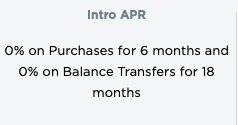 Intro APR
0% on Purchases for 6 months and
0% on Balance Transfers for 18
months